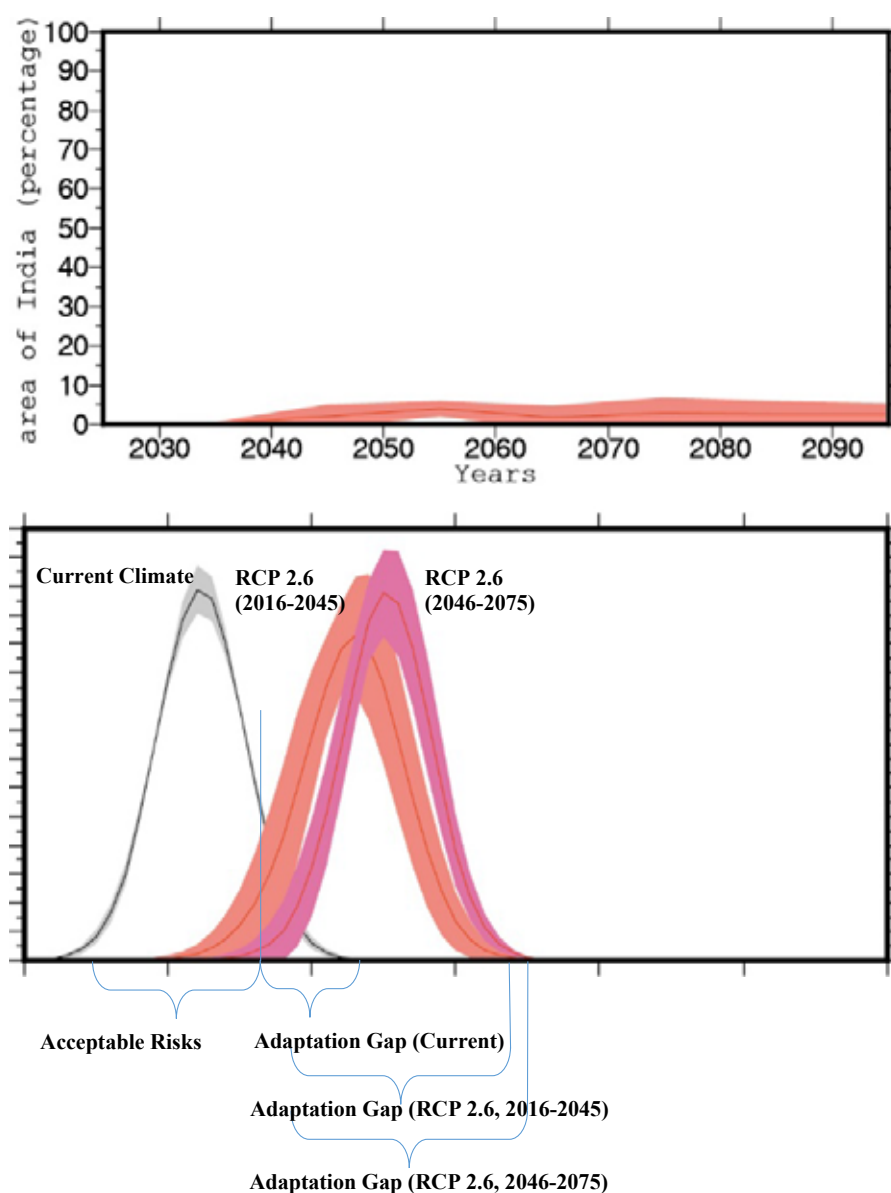 100
90
80
70
60
50
40
30
20
10
0
area of India (percentage)
2030 2040 2050 2060 2070 2080 2090
Years
Current Climate
RCP 2.6
(2016-2045)
RCP 2.6
(2046-2075)
Acceptable Risks
Adaptation Gap (Current)
Adaptation Gap (RCP 2.6, 2016-2045)
Adaptation Gap (RCP 2.6, 2046-2075)